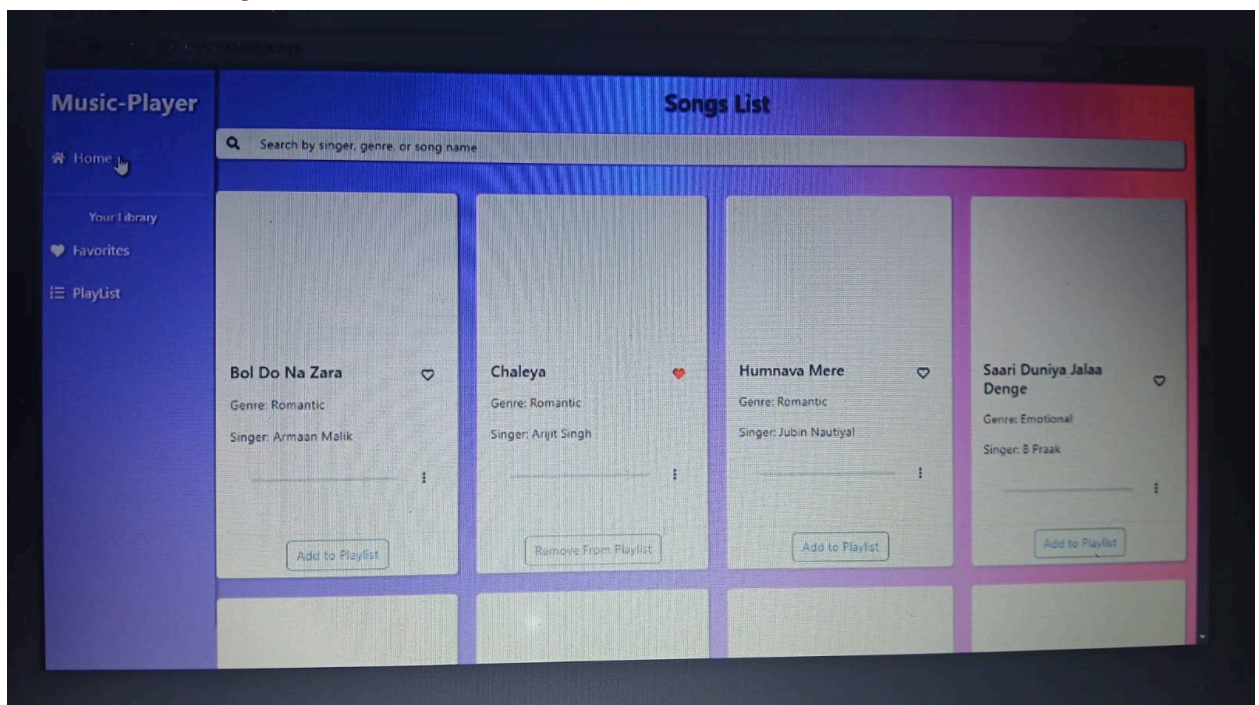 Music-Player
Home
Your Library
Favorites
PlayList
Songs List
Search by singer, genre, or song name
Bol Do Na Zara
Genre: Romantic
Singer: Armaan Malik
Add to Playlist
Chaleya
Genre: Romantic
Singer: Arijit Singh
Remove From Playlist
Humnava Mere
Genre: Romantic
Singer: Jubin Nautiyal
Add to Playlist
Saari Duniya Jalaa
Denge
Genre: Emotional
Singer: B Praak
Add to Playlist